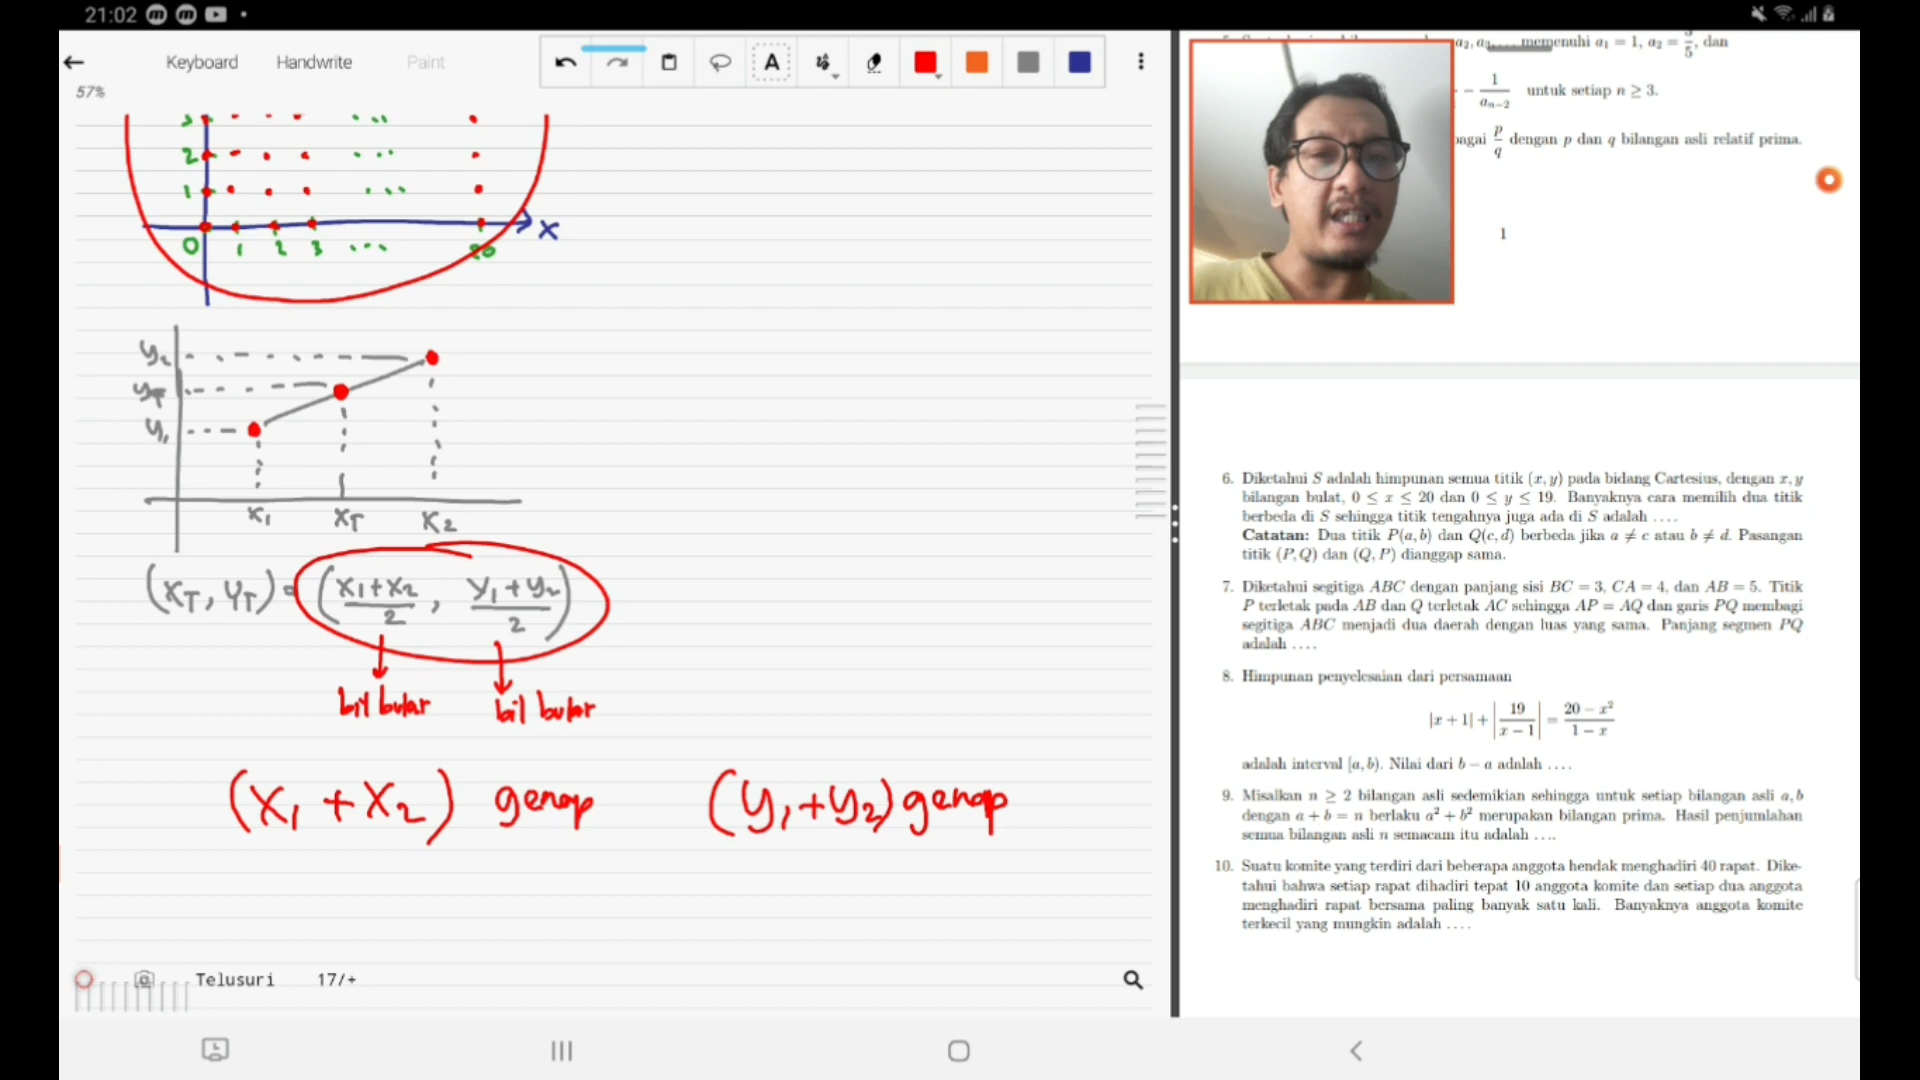 21:02
Keyboard Handwrite Paint
A
57%
2
1
0 1 2 3 ... 20 X
y2
yT
y1
x1 xT x2
(xT, yT) = (x1+x2/2, y1+y2/2)
bil bulat bil bulat
(x1 + x2) genap (y1+y2) genap
Telusuri 17/+
memenuhi a1 = 1, a2 = 3/5, dan
− 1/aₙ₋₂ untuk setiap n ≥ 3.
bagai p/q dengan p dan q bilangan asli relatif prima.
1
6. Diketahui S adalah himpunan semua titik (x, y) pada bidang Cartesius, dengan x, y
bilangan bulat, 0 ≤ x ≤ 20 dan 0 ≤ y ≤ 19. Banyaknya cara memilih dua titik
berbeda di S sehingga titik tengahnya juga ada di S adalah ....
Catatan: Dua titik P(a, b) dan Q(c, d) berbeda jika a ≠ c atau b ≠ d. Pasangan
titik (P, Q) dan (Q, P) dianggap sama.
7. Diketahui segitiga ABC dengan panjang sisi BC = 3, CA = 4, dan AB = 5. Titik
P terletak pada AB dan Q terletak AC sehingga AP = AQ dan garis PQ membagi
segitiga ABC menjadi dua daerah dengan luas yang sama. Panjang segmen PQ
adalah ....
8. Himpunan penyelesaian dari persamaan
|x + 1| + |19/(x − 1)| = (20 − x²)/(1 − x)
adalah interval [a, b). Nilai dari b − a adalah ....
9. Misalkan n ≥ 2 bilangan asli sedemikian sehingga untuk setiap bilangan asli a, b
dengan a + b = n berlaku a² + b² merupakan bilangan prima. Hasil penjumlahan
semua bilangan asli n semacam itu adalah ....
10. Suatu komite yang terdiri dari beberapa anggota hendak menghadiri 40 rapat. Dike-
tahui bahwa setiap rapat dihadiri tepat 10 anggota komite dan setiap dua anggota
menghadiri rapat bersama paling banyak satu kali. Banyaknya anggota komite
terkecil yang mungkin adalah ....